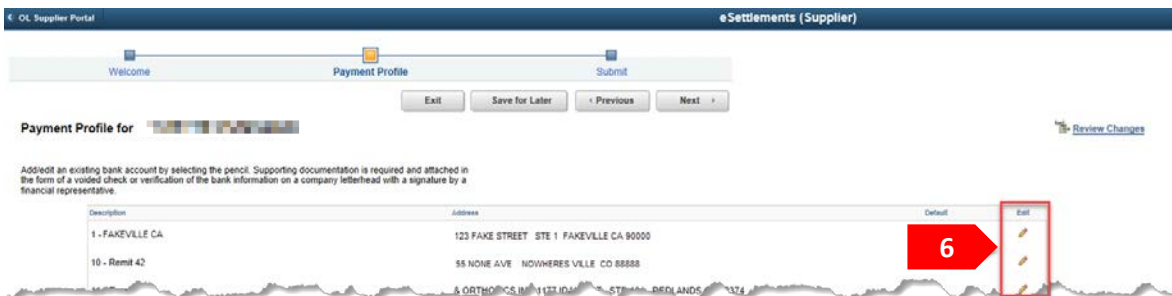 OL Supplier Portal
eSettlements (Supplier)
Welcome
Payment Profile
Submit
Exit
Save for Later
Previous
Next
Payment Profile for
Review Changes
Add/edit an existing bank account by selecting the pencil. Supporting documentation is required and attached in
the form of a voided check or verification of the bank information on a company letterhead with a signature by a
financial representative.
Description
Address
Default
Edit
1 - FAKEVILLE CA
123 FAKE STREET STE 1 FAKEVILLE CA 90000
6
10 - Remit 42
55 NONE AVE NOWHERES VILLE CO 88888
& ORTHOTICS IN 1177 REDLANDS